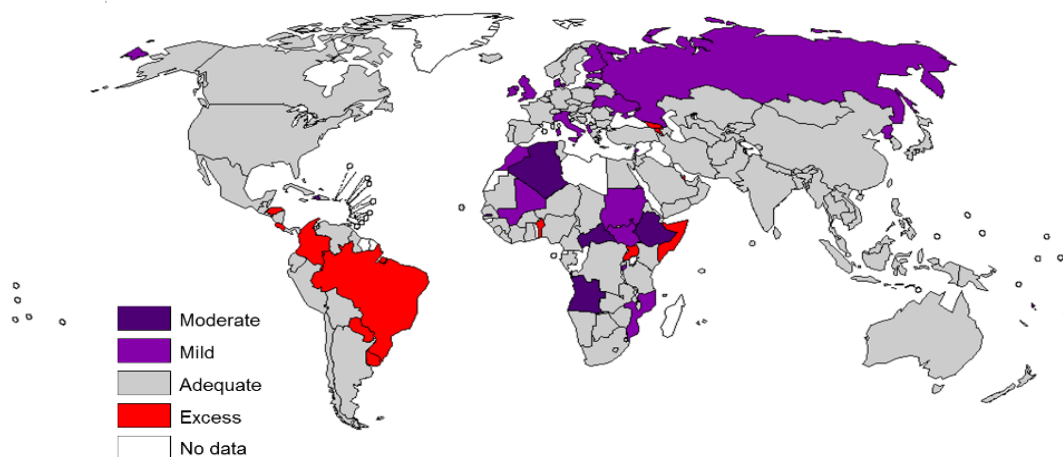 Moderate
Mild
Adequate
Excess
No data